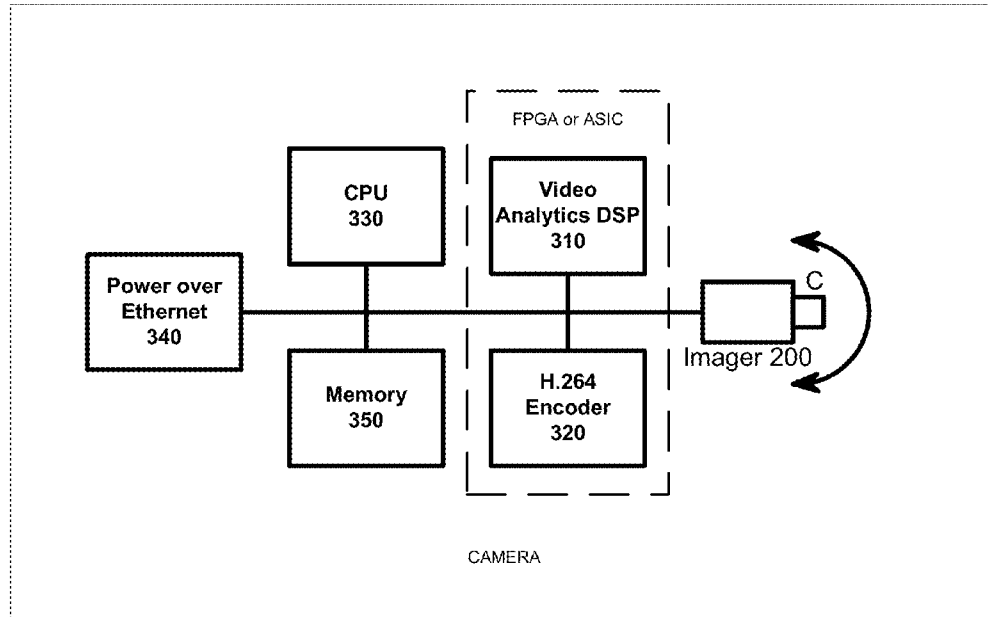 FPGA or ASIC
CPU
330
Video
Analytics DSP
310
Power over
Ethernet
340
C
Imager 200
Memory
350
H.264
Encoder
320
CAMERA